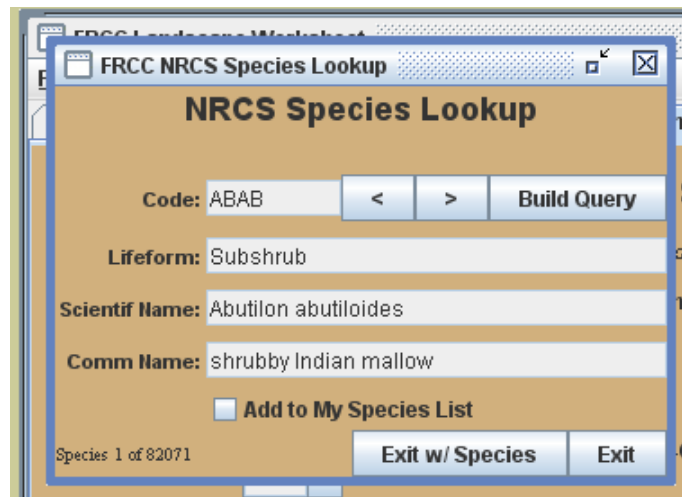 FRCC Landscape Worksheet
FRCC NRCS Species Lookup
NRCS Species Lookup
Code: ABAB < > Build Query
Lifeform: Subshrub
Scientif Name: Abutilon abutiloides
Comm Name: shrubby Indian mallow
Add to My Species List
Species 1 of 82071 Exit w/ Species Exit